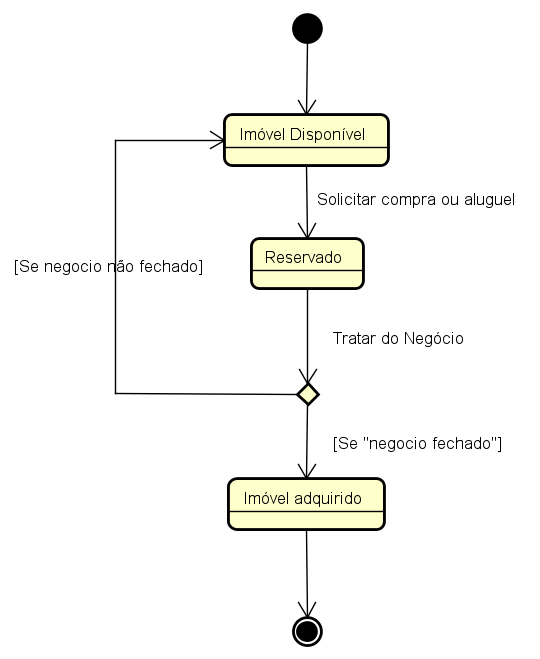 Imóvel Disponível
Solicitar compra ou aluguel
Reservado
[Se negocio não fechado]
Tratar do Negócio
[Se "negocio fechado"]
Imóvel adquirido